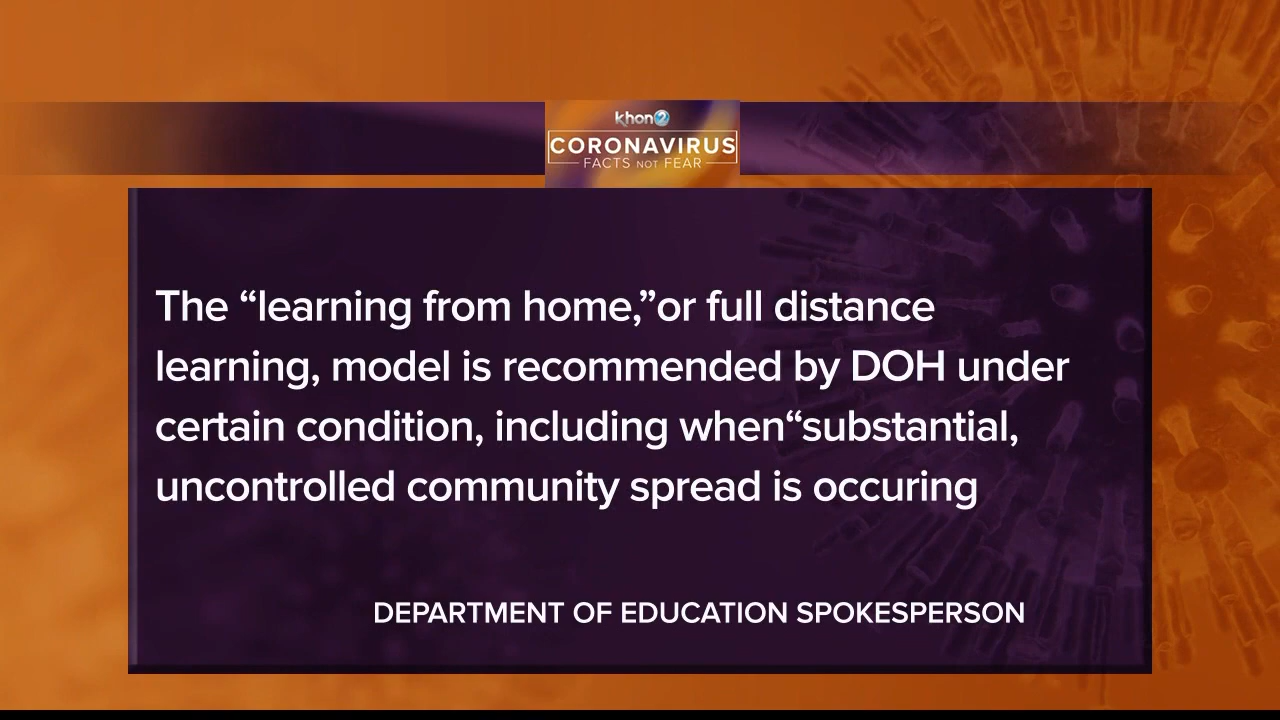 khon2
CORONAVIRUS
FACTS NOT FEAR
The “learning from home,”or full distance
learning, model is recommended by DOH under
certain condition, including when“substantial,
uncontrolled community spread is occuring
DEPARTMENT OF EDUCATION SPOKESPERSON